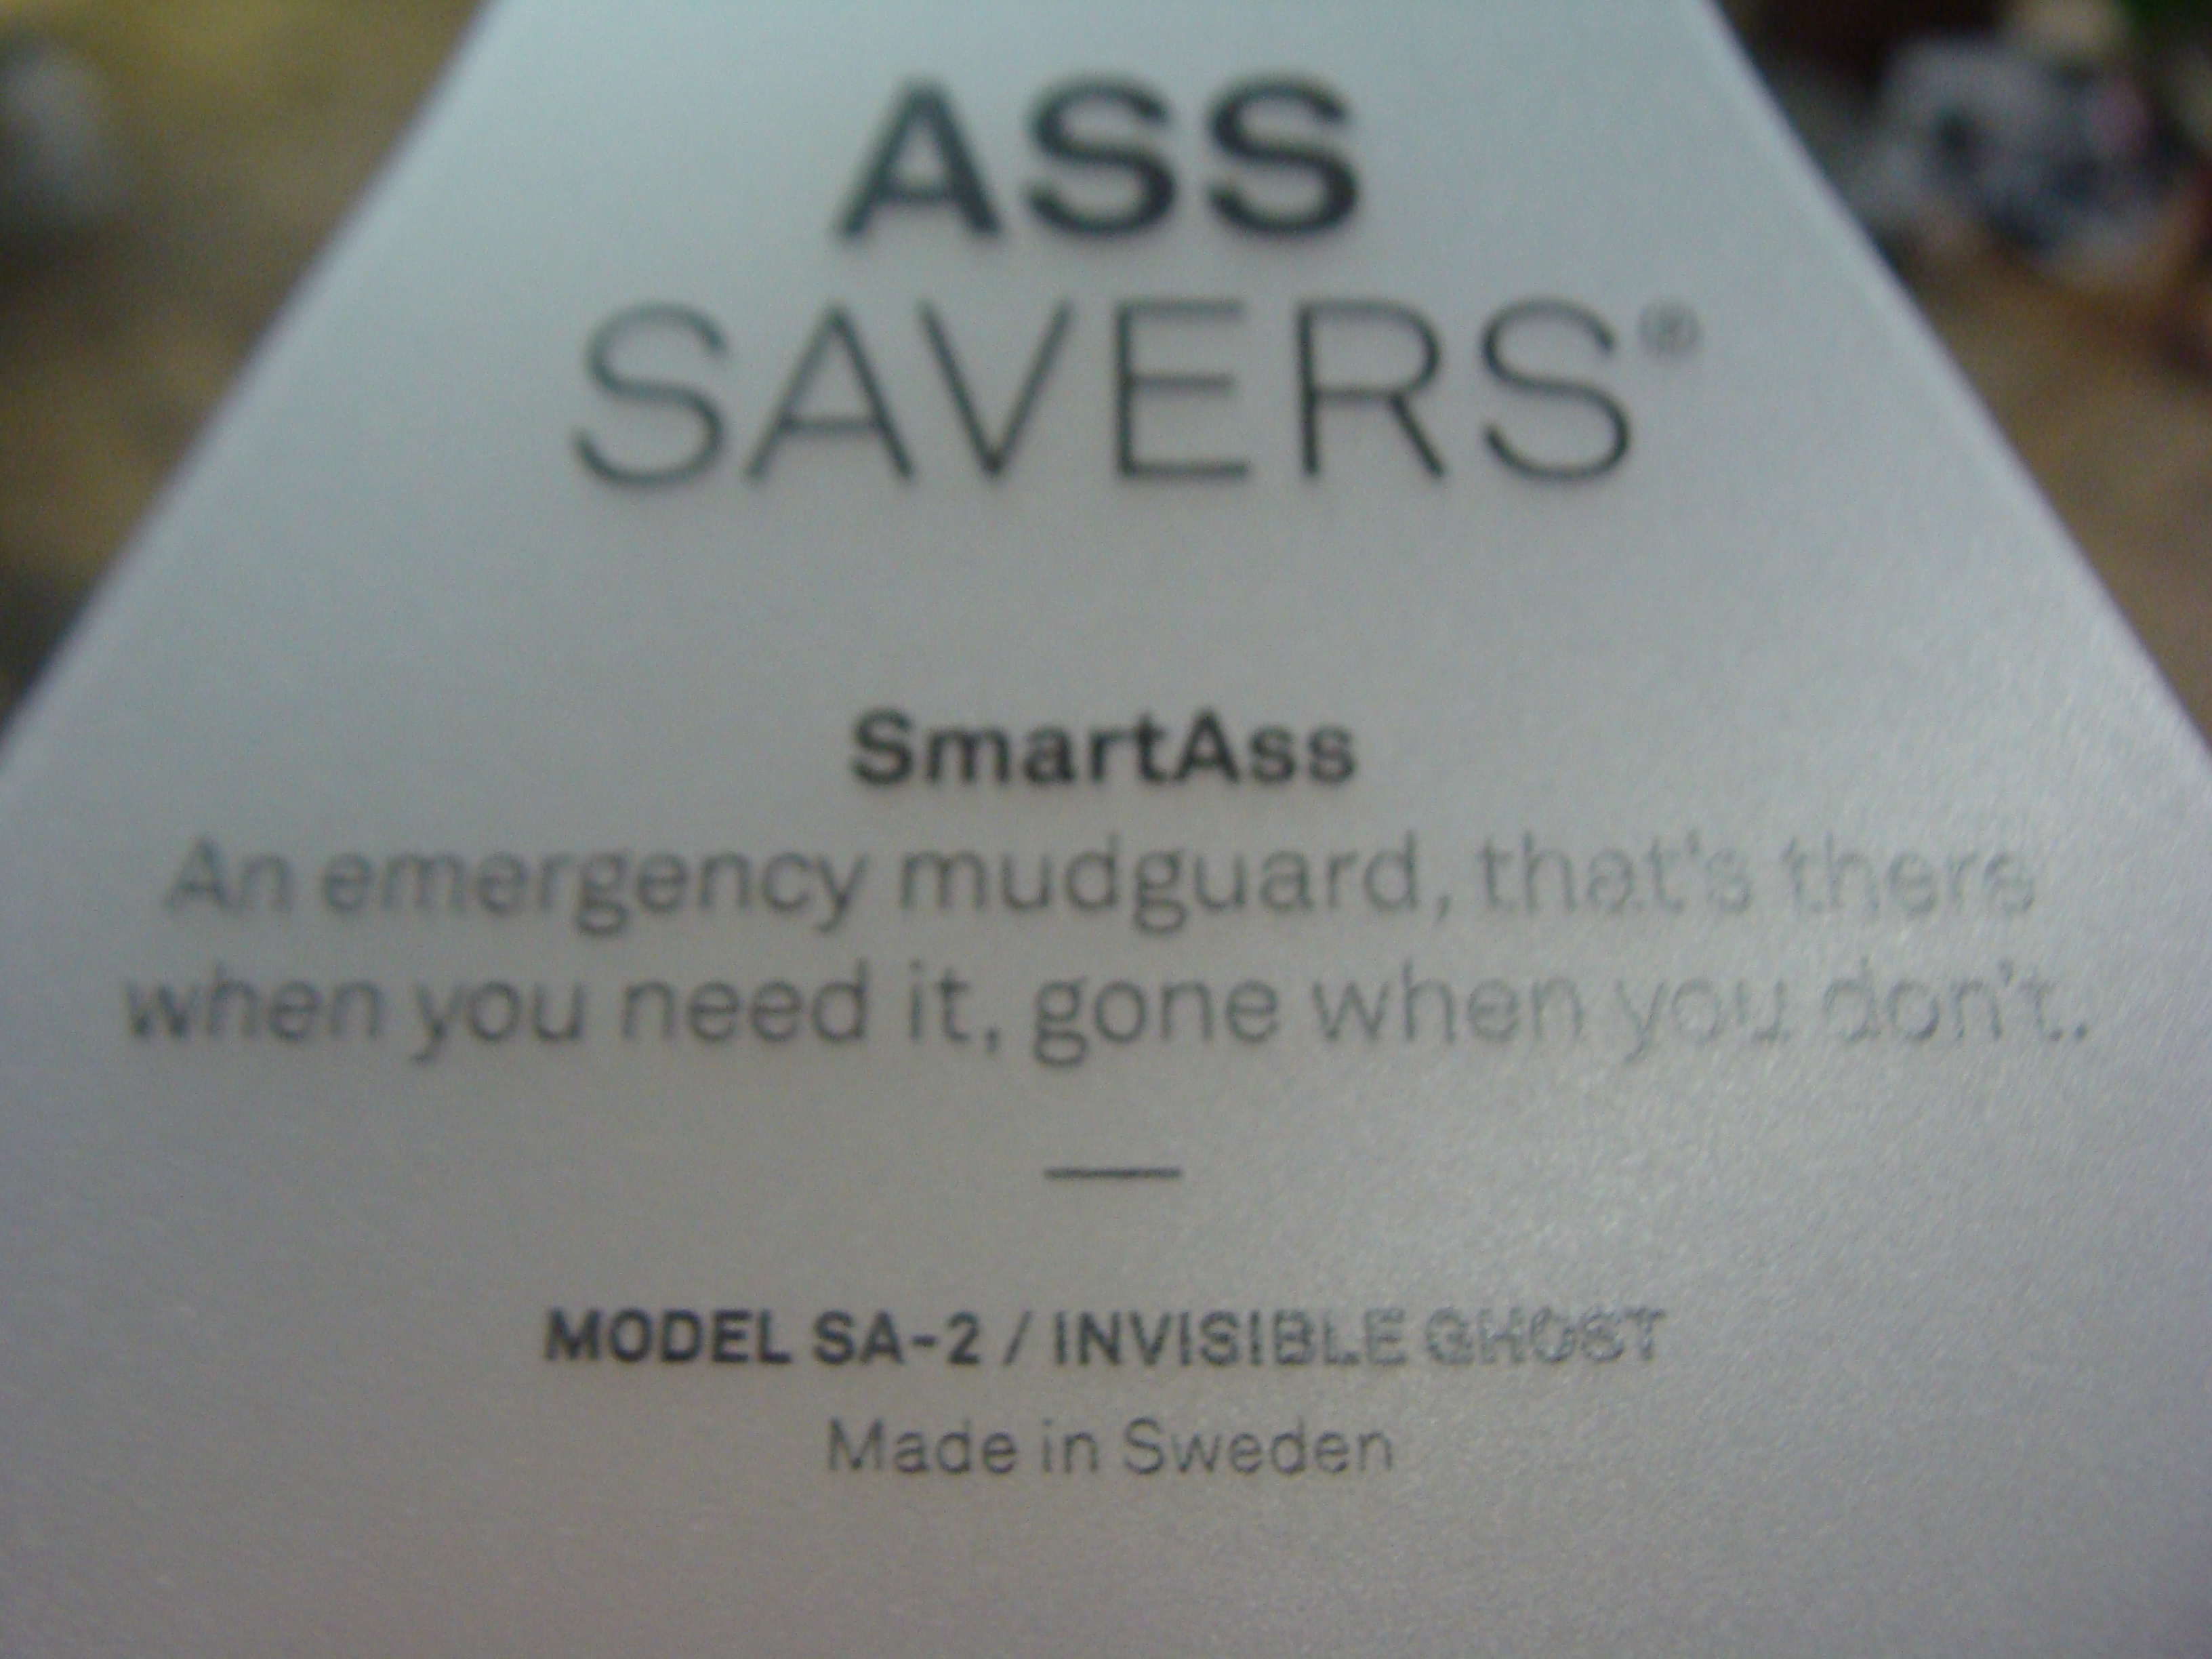 ASS
SAVERS®
SmartAss
An emergency mudguard, that's there
when you need it, gone when you don't.
MODEL SA-2 / INVISIBLE GHOST
Made in Sweden